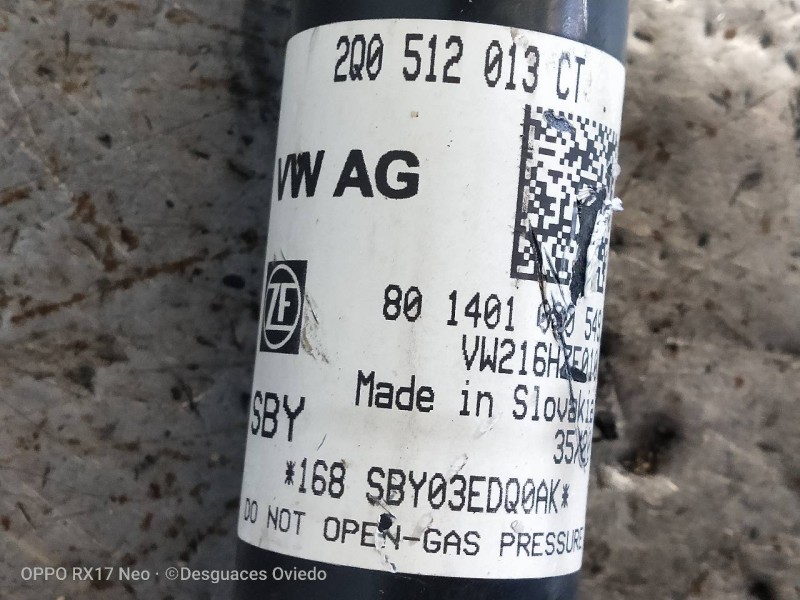 2Q0 512 013 CT
VW AG
ZF
80 1401
Made in Slovakia
SBY
*168 SBY03EDQ0AK*
DO NOT OPEN-GAS PRESSURE
OPPO RX17 Neo · ©Desguaces Oviedo